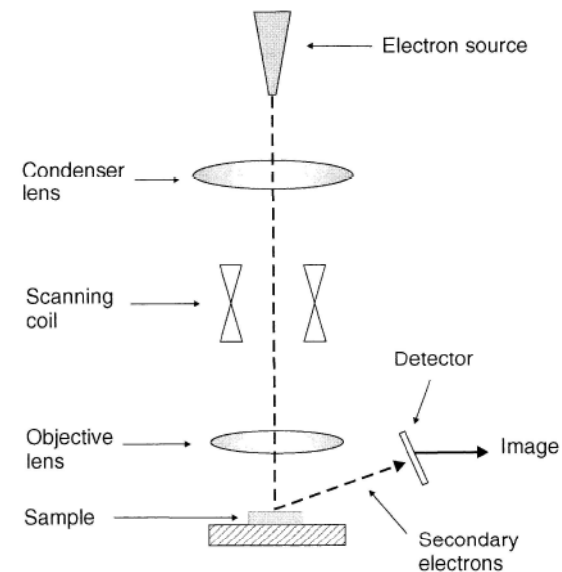 Electron source
Condenser
lens
Scanning
coil
Detector
Objective
lens
Image
Sample
Secondary
electrons